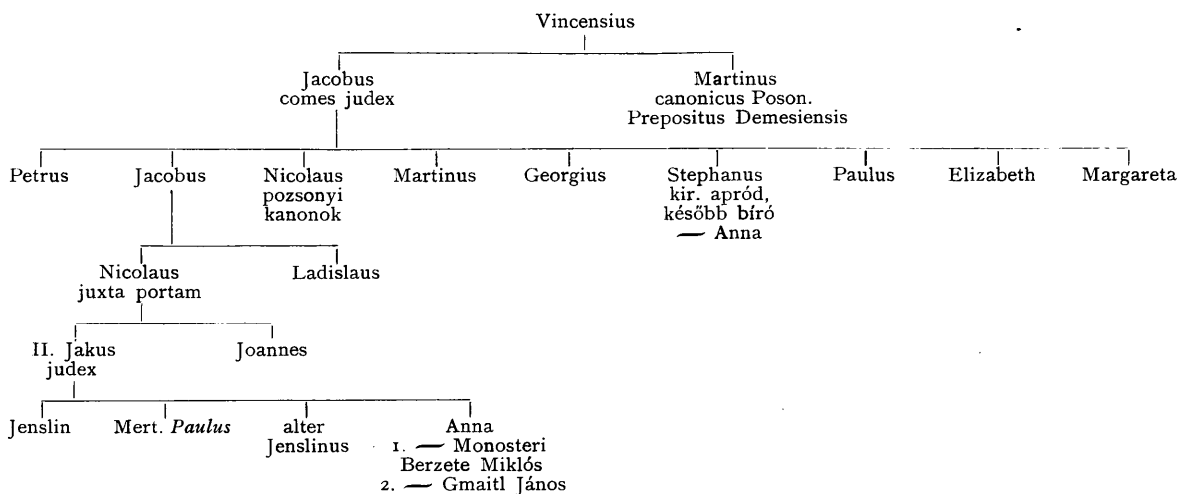 Vincensius
Jacobus Martinus
comes judex canonicus Poson.
Prepositus Demesiensis
Petrus Jacobus Nicolaus Martinus Georgius Stephanus Paulus Elizabeth Margareta
pozsonyi kir. apród,
kanonok később bíró
— Anna
Nicolaus Ladislaus
juxta portam
II. Jakus Joannes
judex
Jenslin Mert. Paulus alter Anna
Jenslinus 1. — Monosteri
Berzete Miklós
2. — Gmaitl János